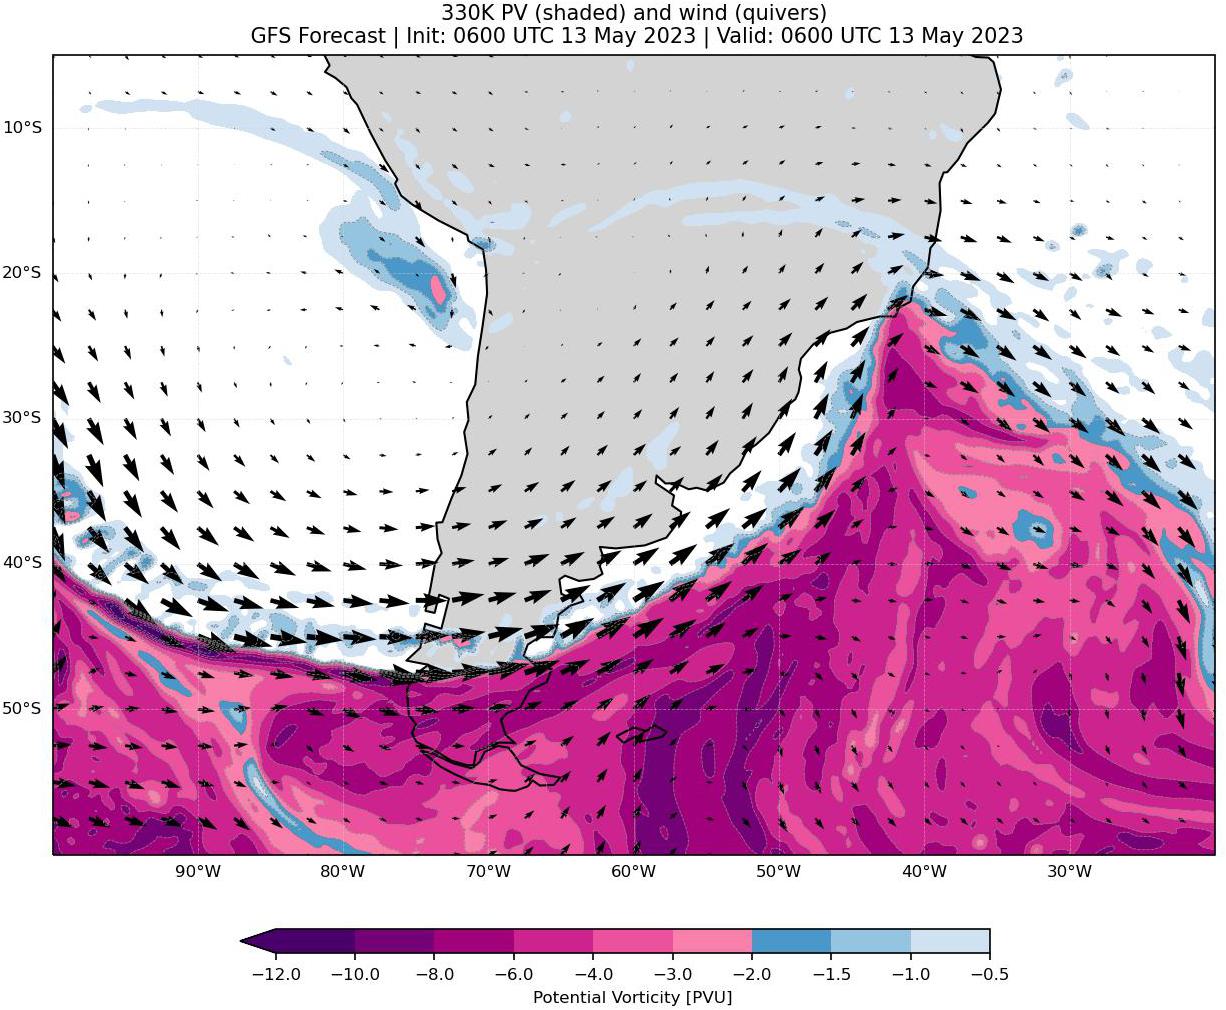 330K PV (shaded) and wind (quivers)
GFS Forecast | Init: 0600 UTC 13 May 2023 | Valid: 0600 UTC 13 May 2023
10°S
20°S
30°S
40°S
50°S
90°W 80°W 70°W 60°W 50°W 40°W 30°W
−12.0 −10.0 −8.0 −6.0 −4.0 −3.0 −2.0 −1.5 −1.0 −0.5
Potential Vorticity [PVU]